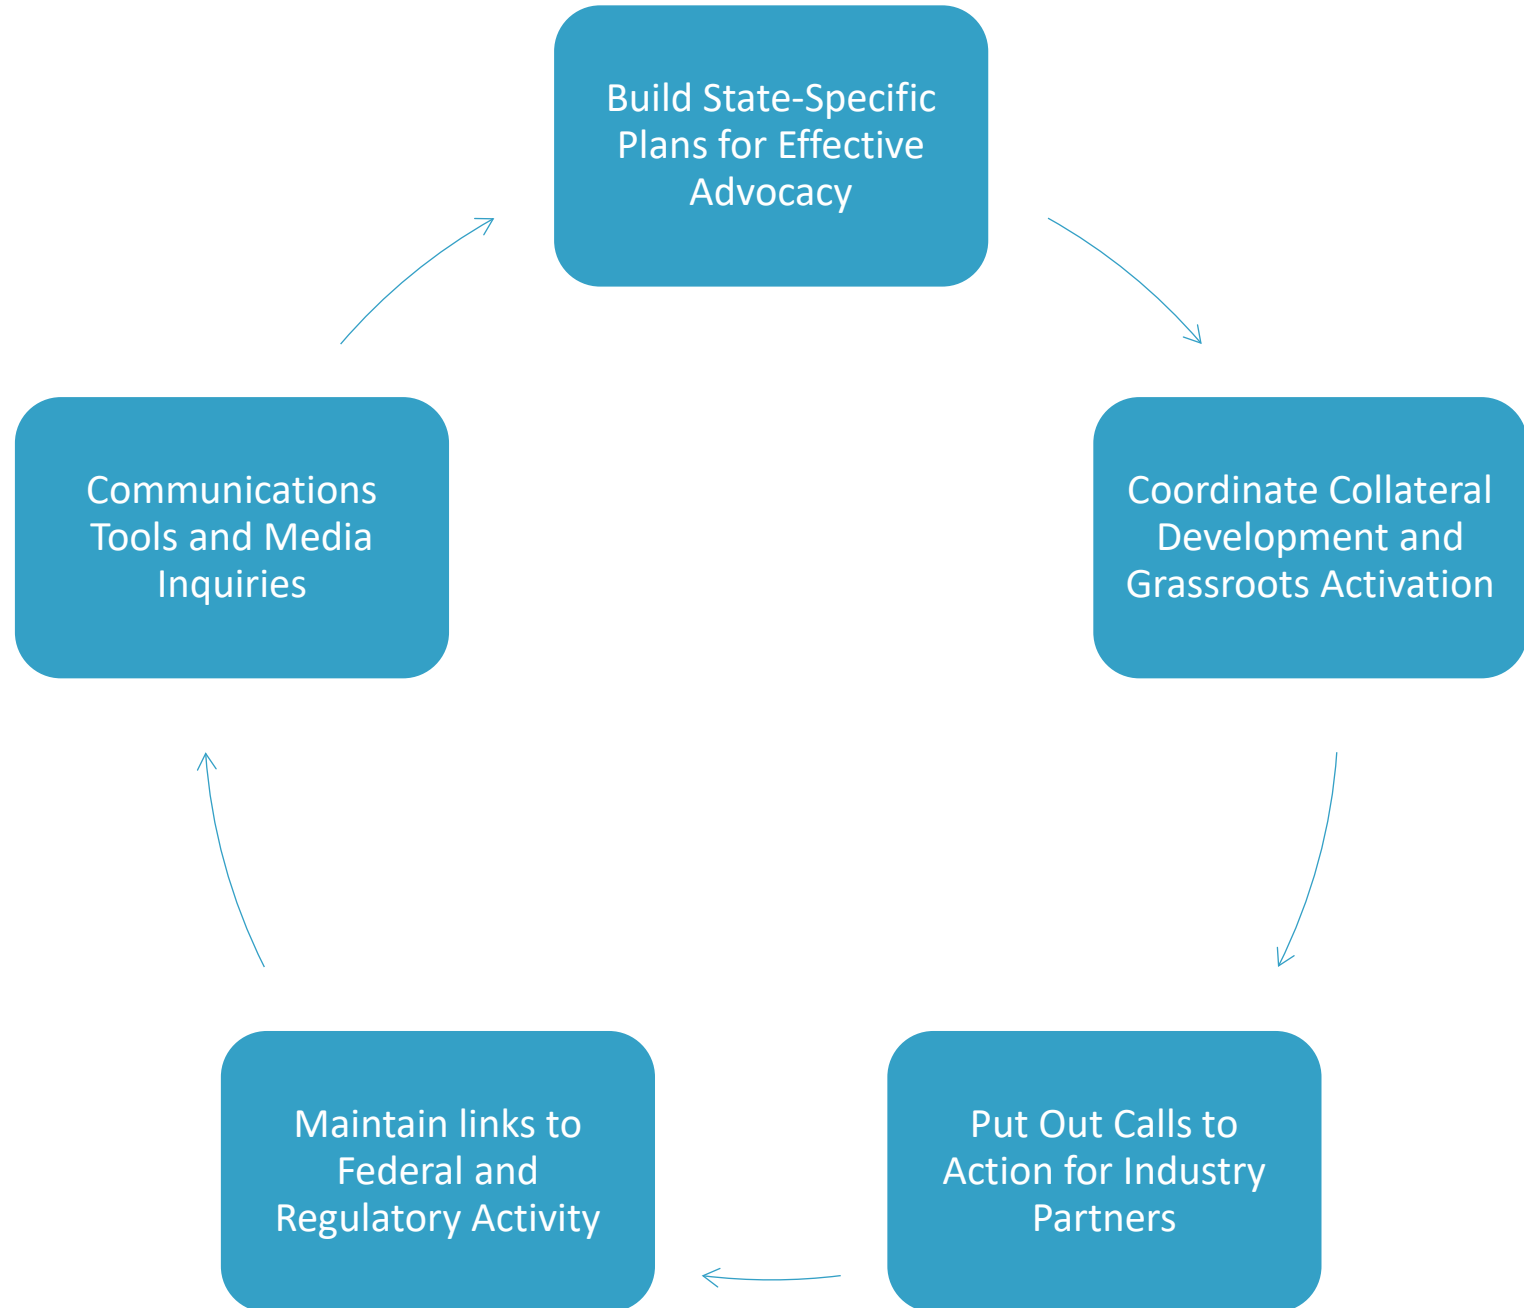 Build State-Specific
Plans for Effective
Advocacy
Coordinate Collateral
Development and
Grassroots Activation
Put Out Calls to
Action for Industry
Partners
Maintain links to
Federal and
Regulatory Activity
Communications
Tools and Media
Inquiries